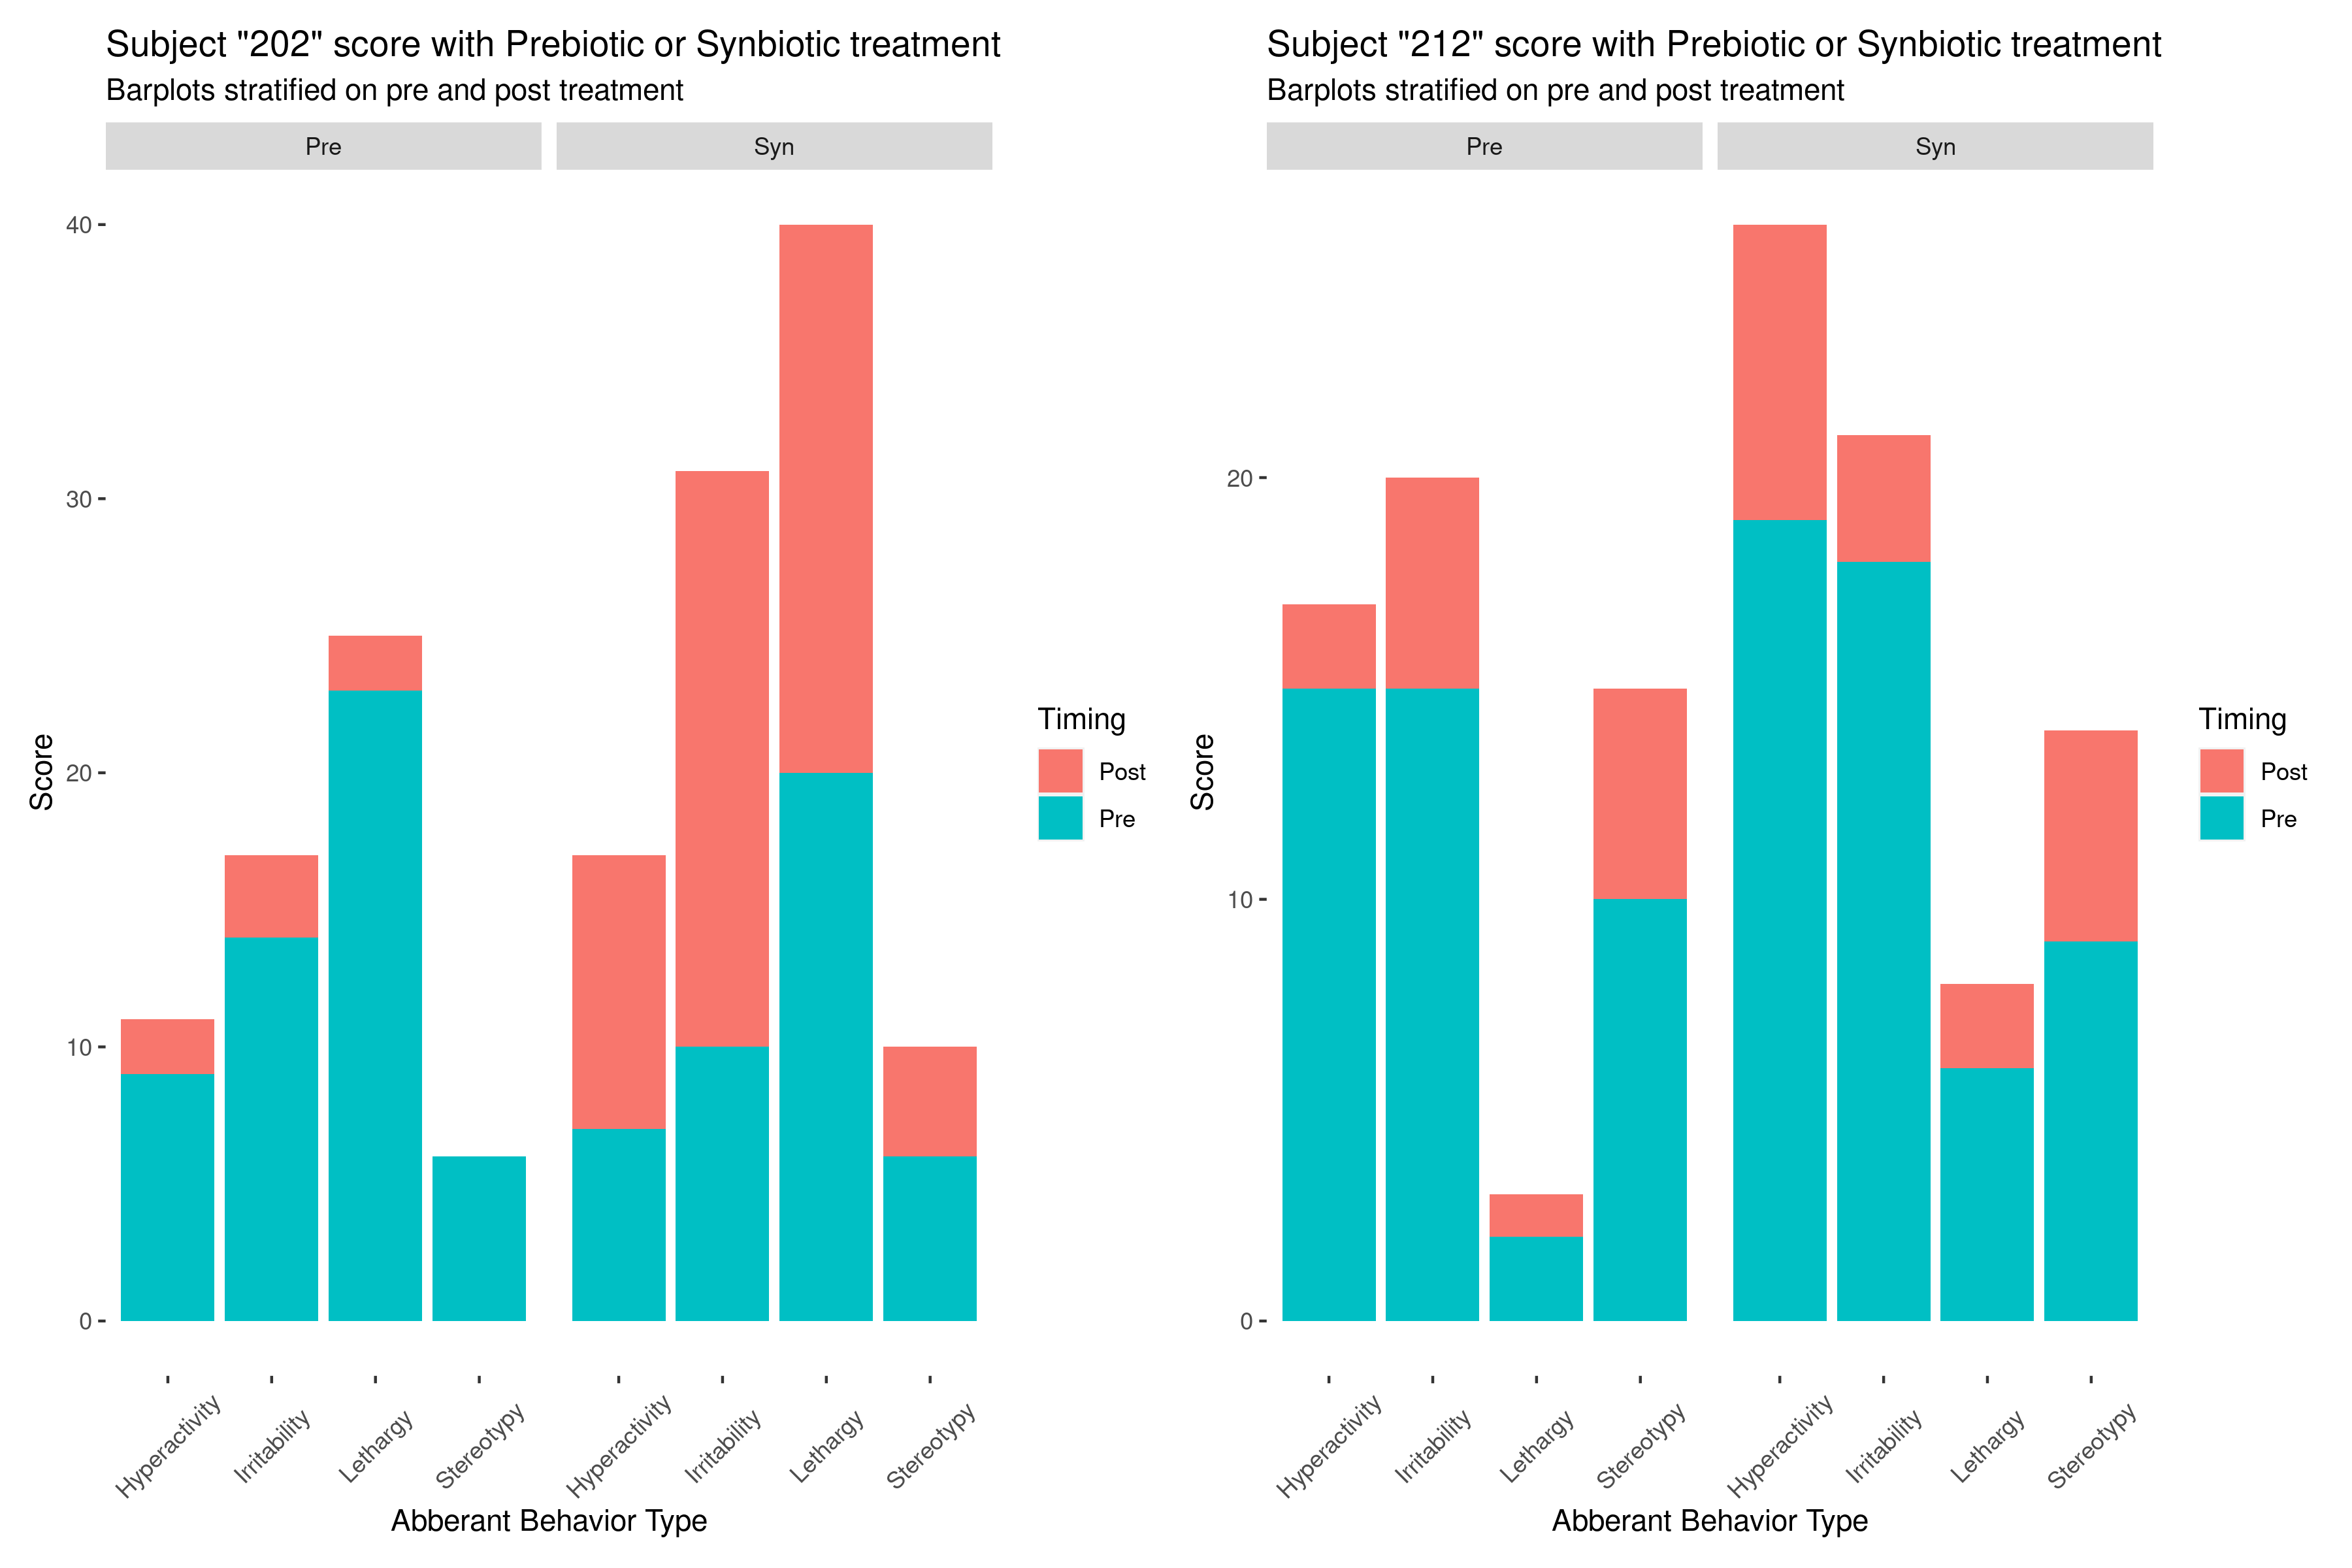 Subject "202" score with Prebiotic or Synbiotic treatment
Barplots stratified on pre and post treatment
Pre
Syn
40
30
20
10
0
Score
Hyperactivity
Irritability
Lethargy
Stereotypy
Hyperactivity
Irritability
Lethargy
Stereotypy
Abberant Behavior Type
Timing
Post
Pre
Subject "212" score with Prebiotic or Synbiotic treatment
Barplots stratified on pre and post treatment
Pre
Syn
20
10
0
Score
Hyperactivity
Irritability
Lethargy
Stereotypy
Hyperactivity
Irritability
Lethargy
Stereotypy
Abberant Behavior Type
Timing
Post
Pre